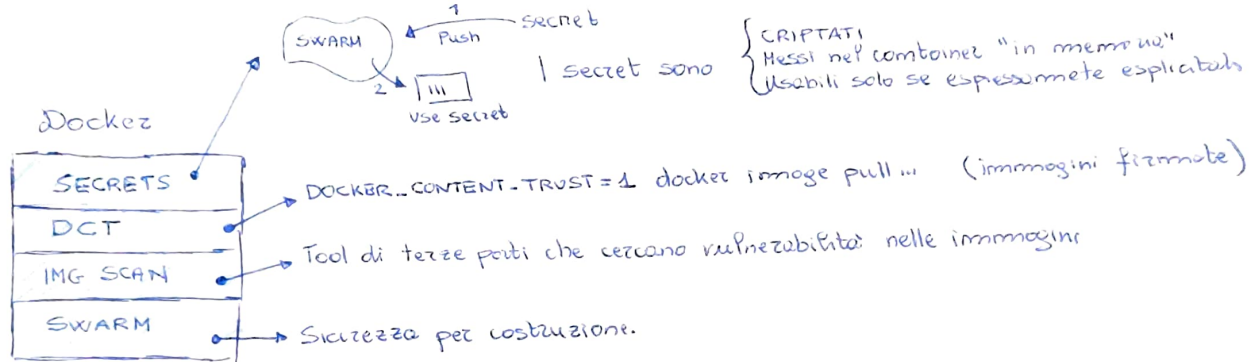 1
secret
SWARM
Push
2
use secret
I secret sono
CRIPTATI
Messi nel container "in memoria"
Usabili solo se espressamete esplicitato
Docker
SECRETS
DOCKER_CONTENT_TRUST=1 docker image pull... (immagini firmate)
DCT
Tool di terze parti che cercano vulnerabilità nelle immagini
IMG SCAN
SWARM
Sicurezza per costruzione.